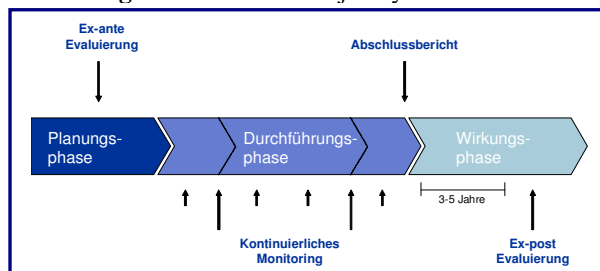 Ex-ante
Evaluierung
Abschlussbericht
Planungs-
phase
Durchführungs-
phase
Wirkungs-
phase
3-5 Jahre
Kontinuierliches
Monitoring
Ex-post
Evaluierung